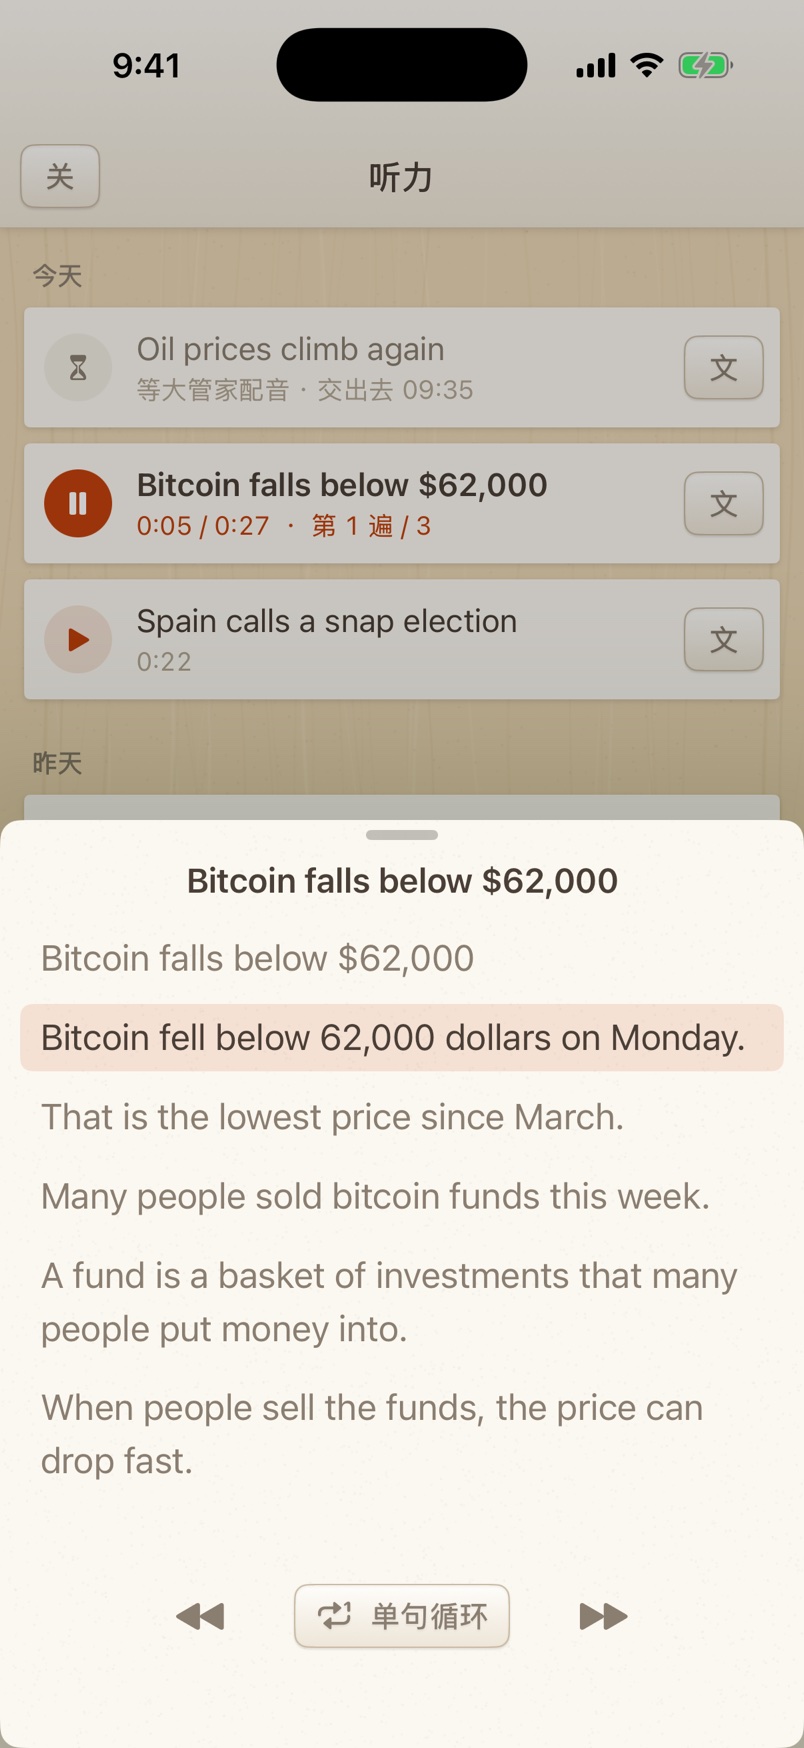 9:41
关
听力
今天
Oil prices climb again
等大管家配音 · 交出去 09:35
文
Bitcoin falls below $62,000
0:05 / 0:27 · 第 1 遍 / 3
文
Spain calls a snap election
0:22
文
昨天
Bitcoin falls below $62,000
Bitcoin falls below $62,000
Bitcoin fell below 62,000 dollars on Monday.
That is the lowest price since March.
Many people sold bitcoin funds this week.
A fund is a basket of investments that many
people put money into.
When people sell the funds, the price can
drop fast.
单句循环